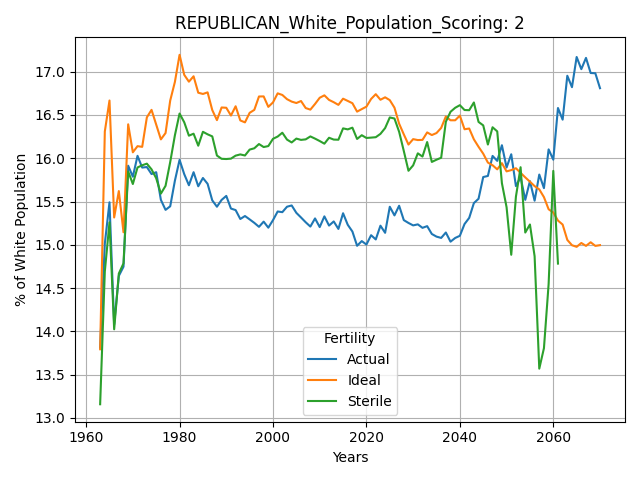 REPUBLICAN_White_Population_Scoring: 2
% of White Population
17.0
16.5
16.0
15.5
15.0
14.5
14.0
13.5
13.0
Fertility
Actual
Ideal
Sterile
1960
1980
2000
2020
2040
2060
Years